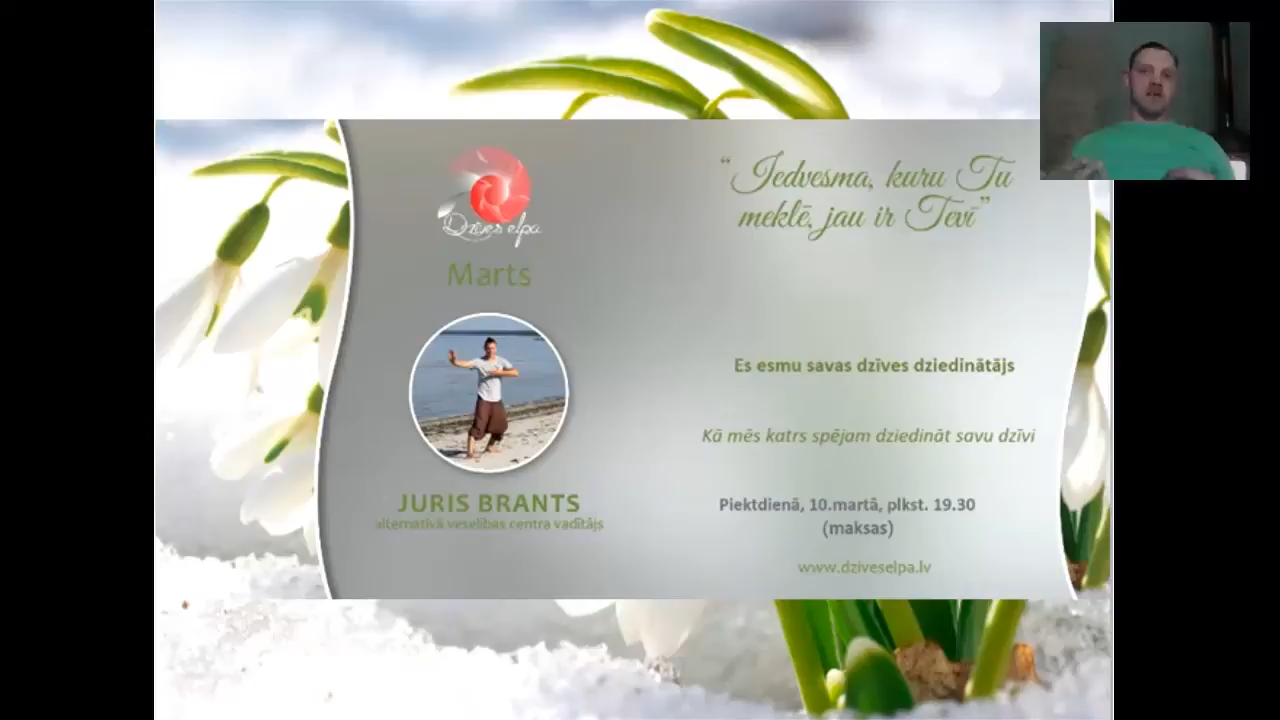 Dzīves elpa
Marts
JURIS BRANTS
alternatīvā veselības centra vadītājs
“Iedvesma, kuru Tu
meklē, jau ir Tevī”
Es esmu savas dzīves dziedinātājs
Kā mēs katrs spējam dziedināt savu dzīvi
Piektdienā, 10.martā, plkst. 19.30
(maksas)
www.dziveselpa.lv